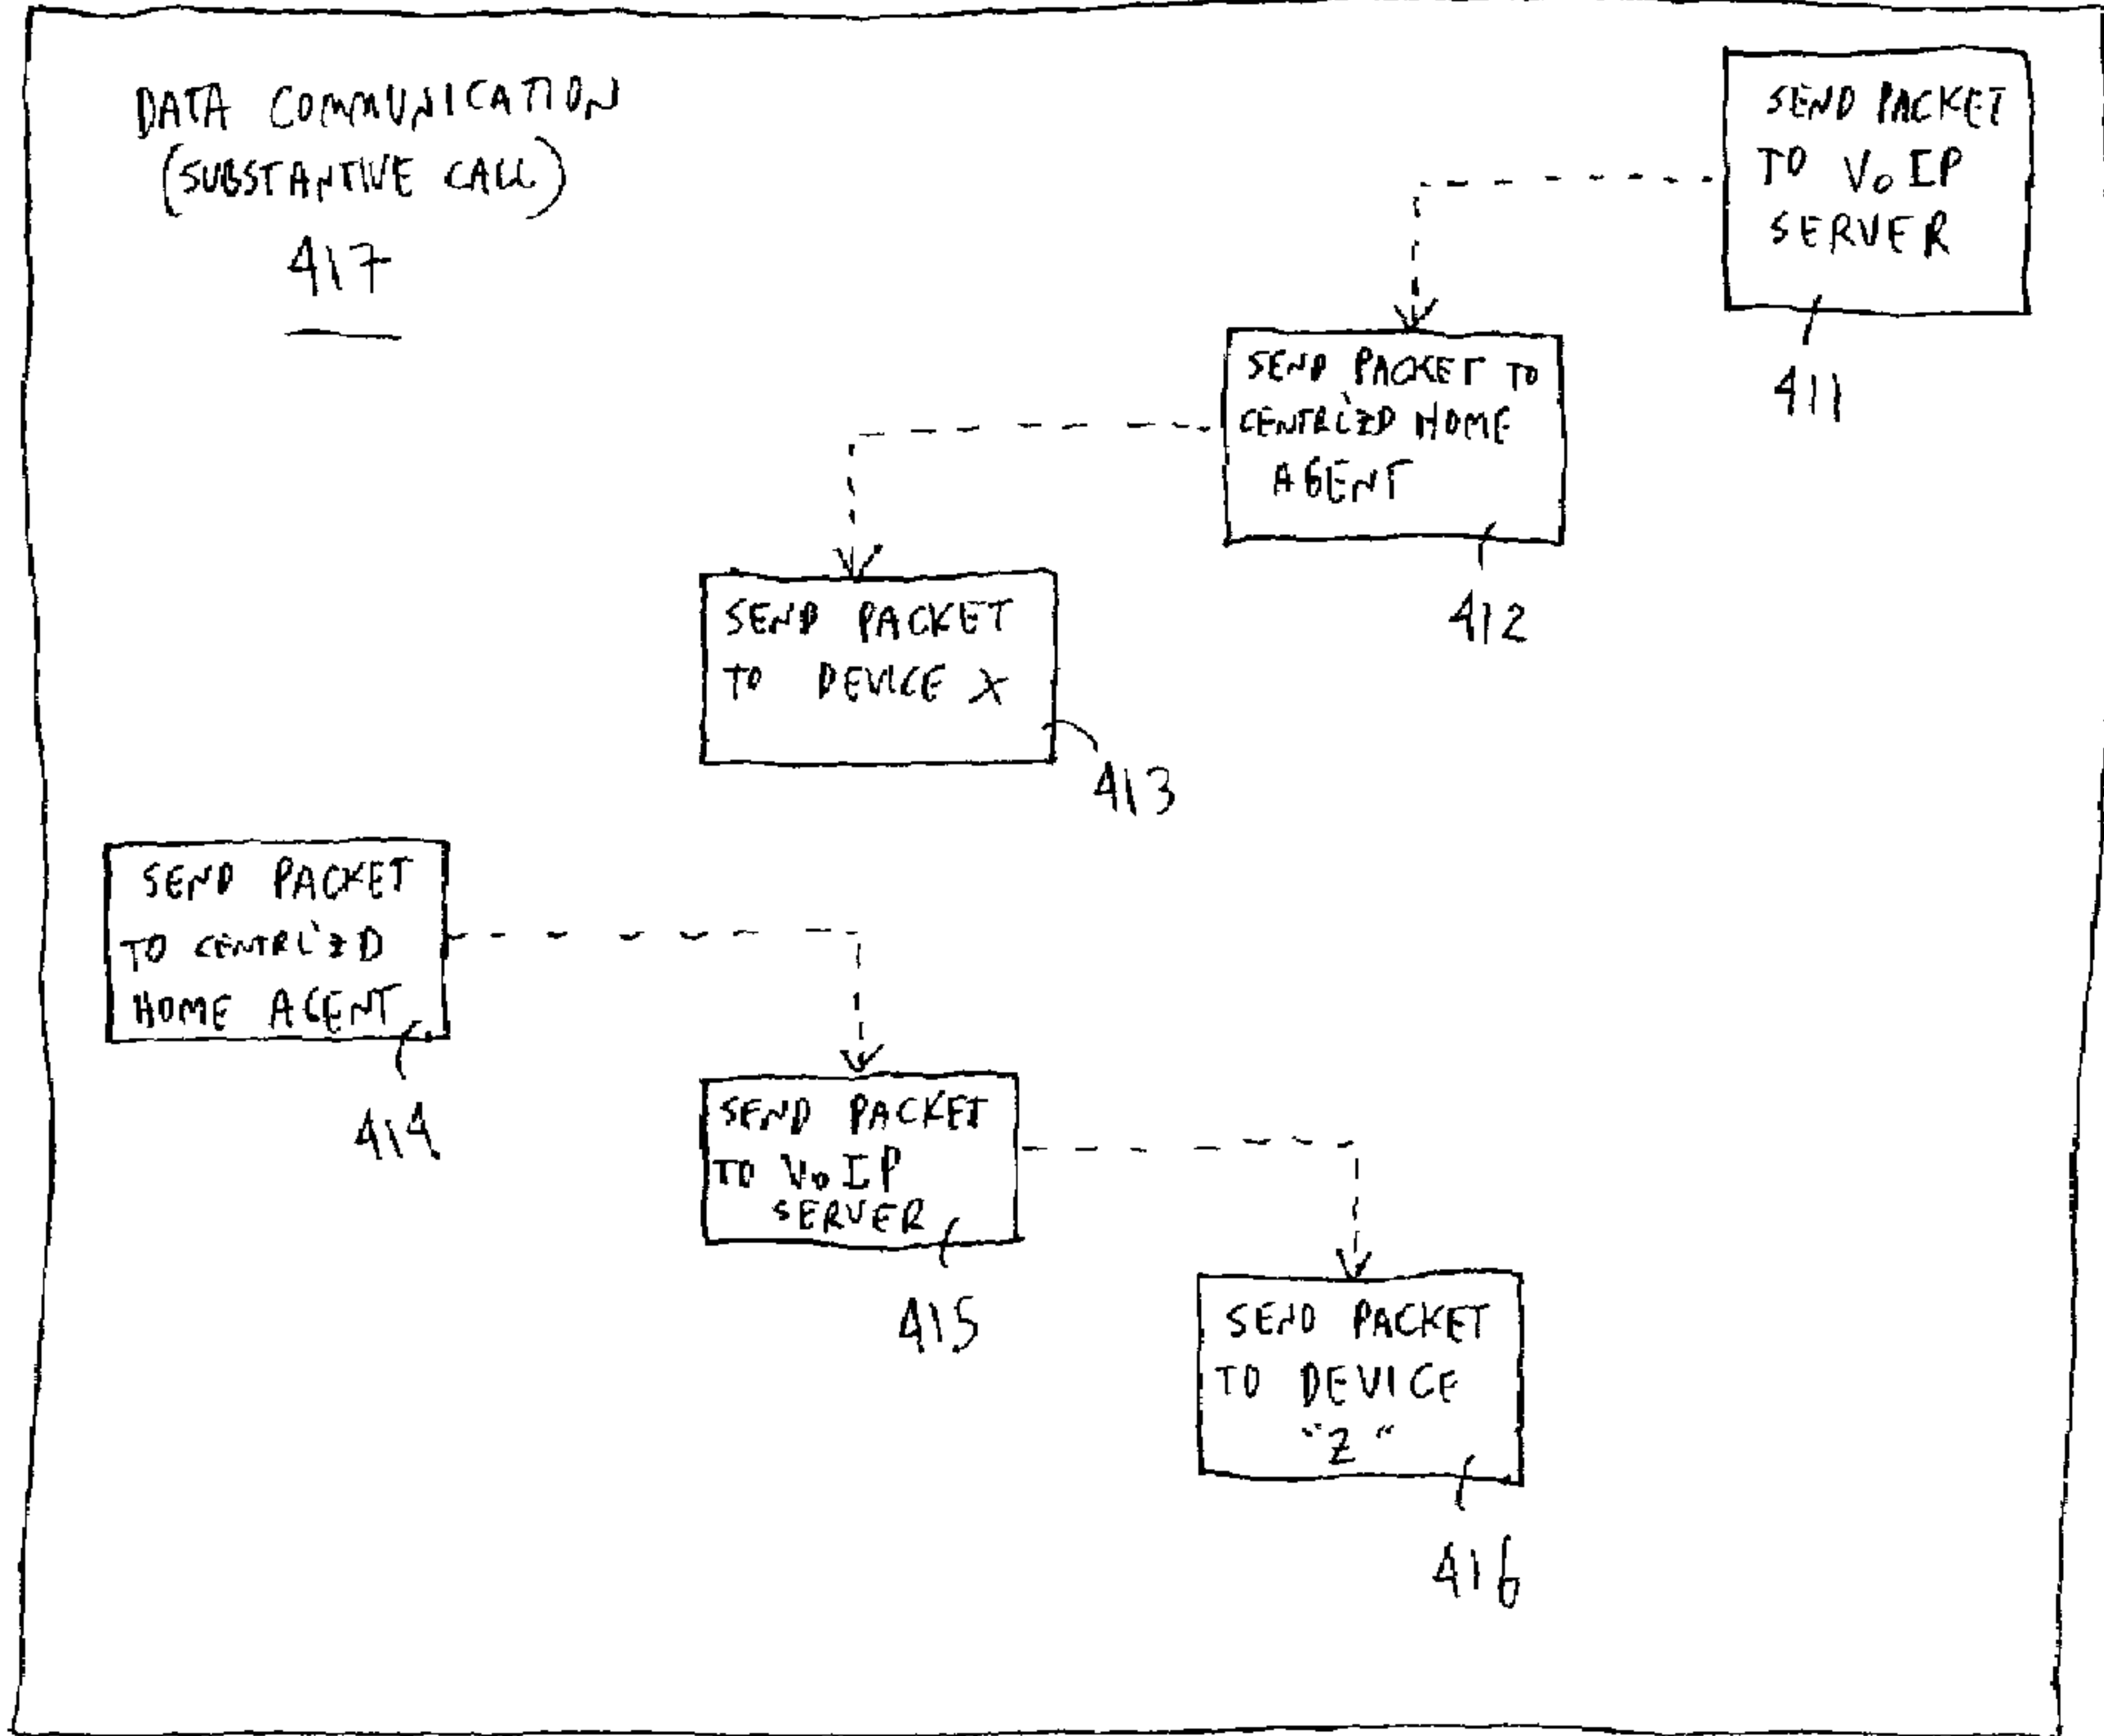 DATA COMMUNICATION
(SUBSTANTIVE CALL)
417
SEND PACKET
TO VoIP
SERVER
411
SEND PACKET TO
CENTRL'ZD HOME
AGENT
412
SEND PACKET
TO DEVICE X
413
SEND PACKET
TO CENTRL'ZD
HOME AGENT
414
SEND PACKET
TO VoIP
SERVER
415
SEND PACKET
TO DEVICE
"Z"
416